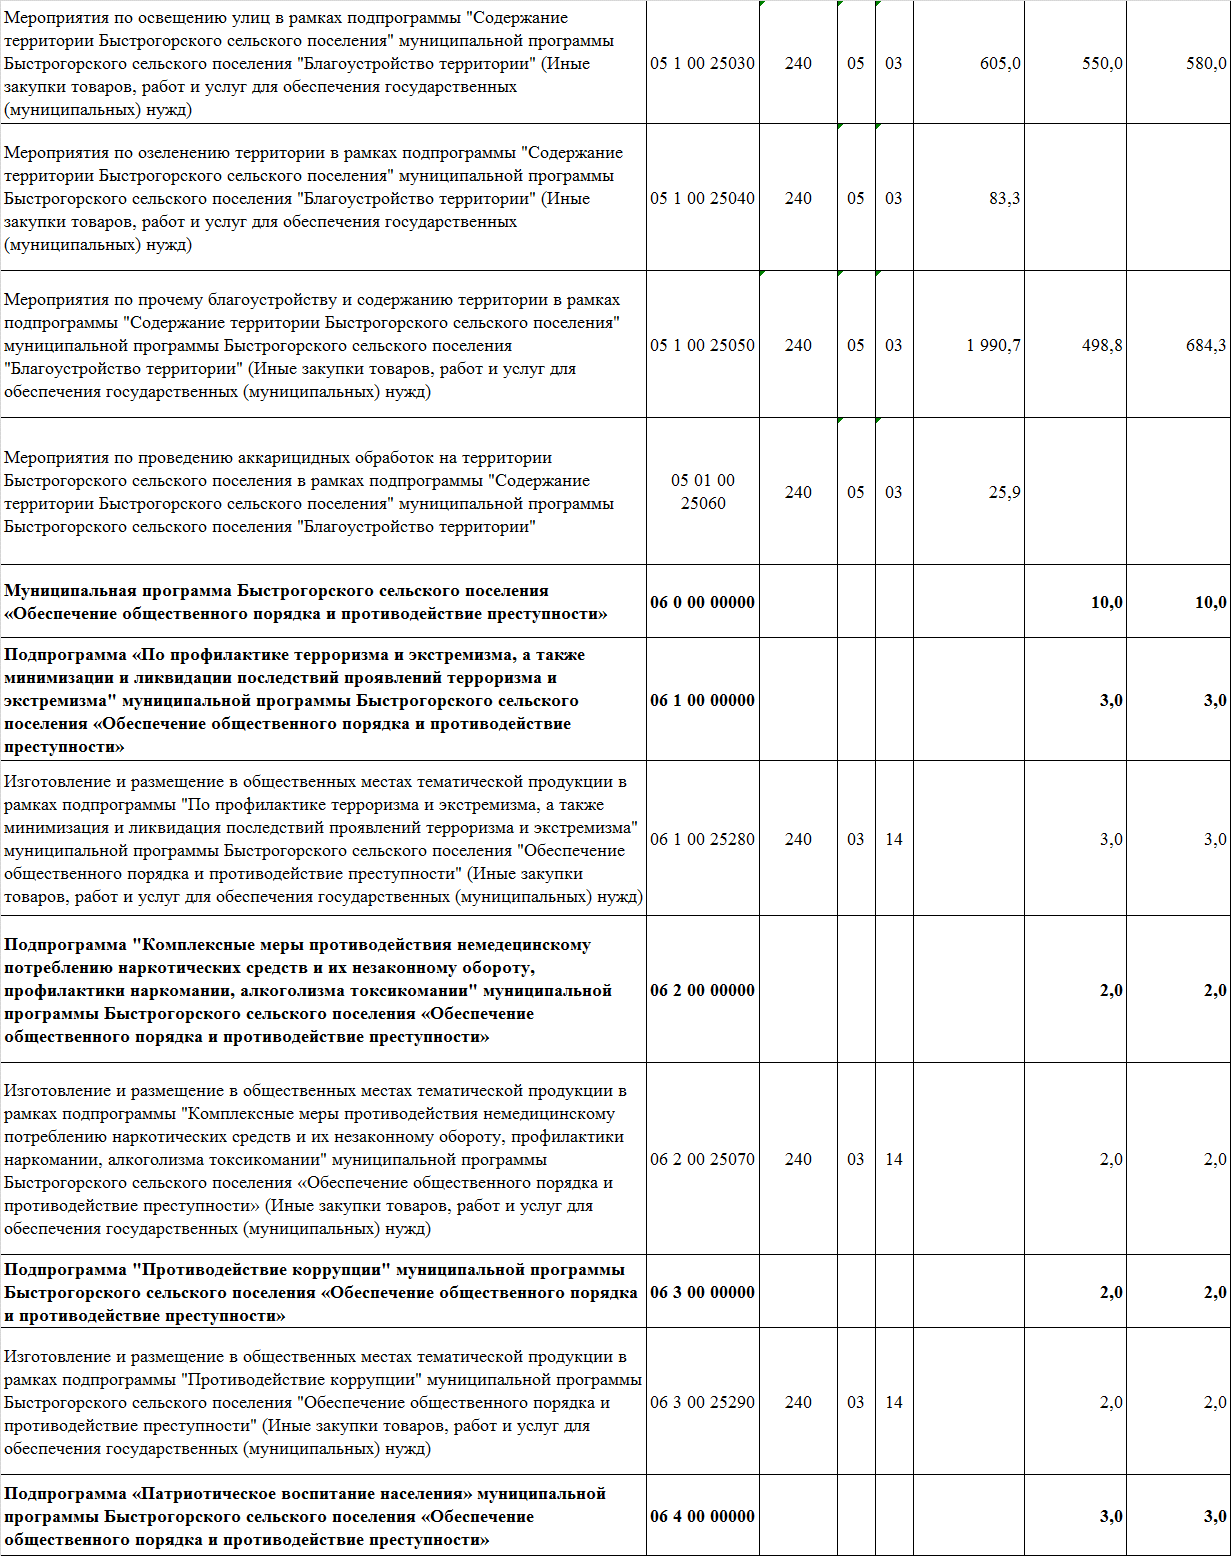 Мероприятия по освещению улиц в рамках подпрограммы "Содержание
территории Быстрогорского сельского поселения" муниципальной программы
Быстрогорского сельского поселения "Благоустройство территории" (Иные
закупки товаров, работ и услуг для обеспечения государственных
(муниципальных) нужд)
05 1 00 25030 240 05 03 605,0 550,0 580,0
Мероприятия по озеленению территории в рамках подпрограммы "Содержание
территории Быстрогорского сельского поселения" муниципальной программы
Быстрогорского сельского поселения "Благоустройство территории" (Иные
закупки товаров, работ и услуг для обеспечения государственных
(муниципальных) нужд)
05 1 00 25040 240 05 03 83,3
Мероприятия по прочему благоустройству и содержанию территории в рамках
подпрограммы "Содержание территории Быстрогорского сельского поселения"
муниципальной программы Быстрогорского сельского поселения
"Благоустройство территории" (Иные закупки товаров, работ и услуг для
обеспечения государственных (муниципальных) нужд)
05 1 00 25050 240 05 03 1 990,7 498,8 684,3
Мероприятия по проведению аккарицидных обработок на территории
Быстрогорского сельского поселения в рамках подпрограммы "Содержание
территории Быстрогорского сельского поселения" муниципальной программы
Быстрогорского сельского поселения "Благоустройство территории"
05 01 00
25060
240 05 03 25,9
Муниципальная программа Быстрогорского сельского поселения
«Обеспечение общественного порядка и противодействие преступности»
06 0 00 00000 10,0 10,0
Подпрограмма «По профилактике терроризма и экстремизма, а также
минимизации и ликвидации последствий проявлений терроризма и
экстремизма" муниципальной программы Быстрогорского сельского
поселения «Обеспечение общественного порядка и противодействие
преступности»
06 1 00 00000 3,0 3,0
Изготовление и размещение в общественных местах тематической продукции в
рамках подпрограммы "По профилактике терроризма и экстремизма, а также
минимизация и ликвидация последствий проявлений терроризма и экстремизма"
муниципальной программы Быстрогорского сельского поселения "Обеспечение
общественного порядка и противодействие преступности" (Иные закупки
товаров, работ и услуг для обеспечения государственных (муниципальных) нужд)
06 1 00 25280 240 03 14 3,0 3,0
Подпрограмма "Комплексные меры противодействия немедецинскому
потреблению наркотических средств и их незаконному обороту,
профилактики наркомании, алкоголизма токсикомании" муниципальной
программы Быстрогорского сельского поселения «Обеспечение
общественного порядка и противодействие преступности»
06 2 00 00000 2,0 2,0
Изготовление и размещение в общественных местах тематической продукции в
рамках подпрограммы "Комплексные меры противодействия немедицинскому
потреблению наркотических средств и их незаконному обороту, профилактики
наркомании, алкоголизма токсикомании" муниципальной программы
Быстрогорского сельского поселения «Обеспечение общественного порядка и
противодействие преступности» (Иные закупки товаров, работ и услуг для
обеспечения государственных (муниципальных) нужд)
06 2 00 25070 240 03 14 2,0 2,0
Подпрограмма "Противодействие коррупции" муниципальной программы
Быстрогорского сельского поселения «Обеспечение общественного порядка
и противодействие преступности»
06 3 00 00000 2,0 2,0
Изготовление и размещение в общественных местах тематической продукции в
рамках подпрограммы "Противодействие коррупции" муниципальной программы
Быстрогорского сельского поселения "Обеспечение общественного порядка и
противодействие преступности" (Иные закупки товаров, работ и услуг для
обеспечения государственных (муниципальных) нужд)
06 3 00 25290 240 03 14 2,0 2,0
Подпрограмма «Патриотическое воспитание населения» муниципальной
программы Быстрогорского сельского поселения «Обеспечение
общественного порядка и противодействие преступности»
06 4 00 00000 3,0 3,0